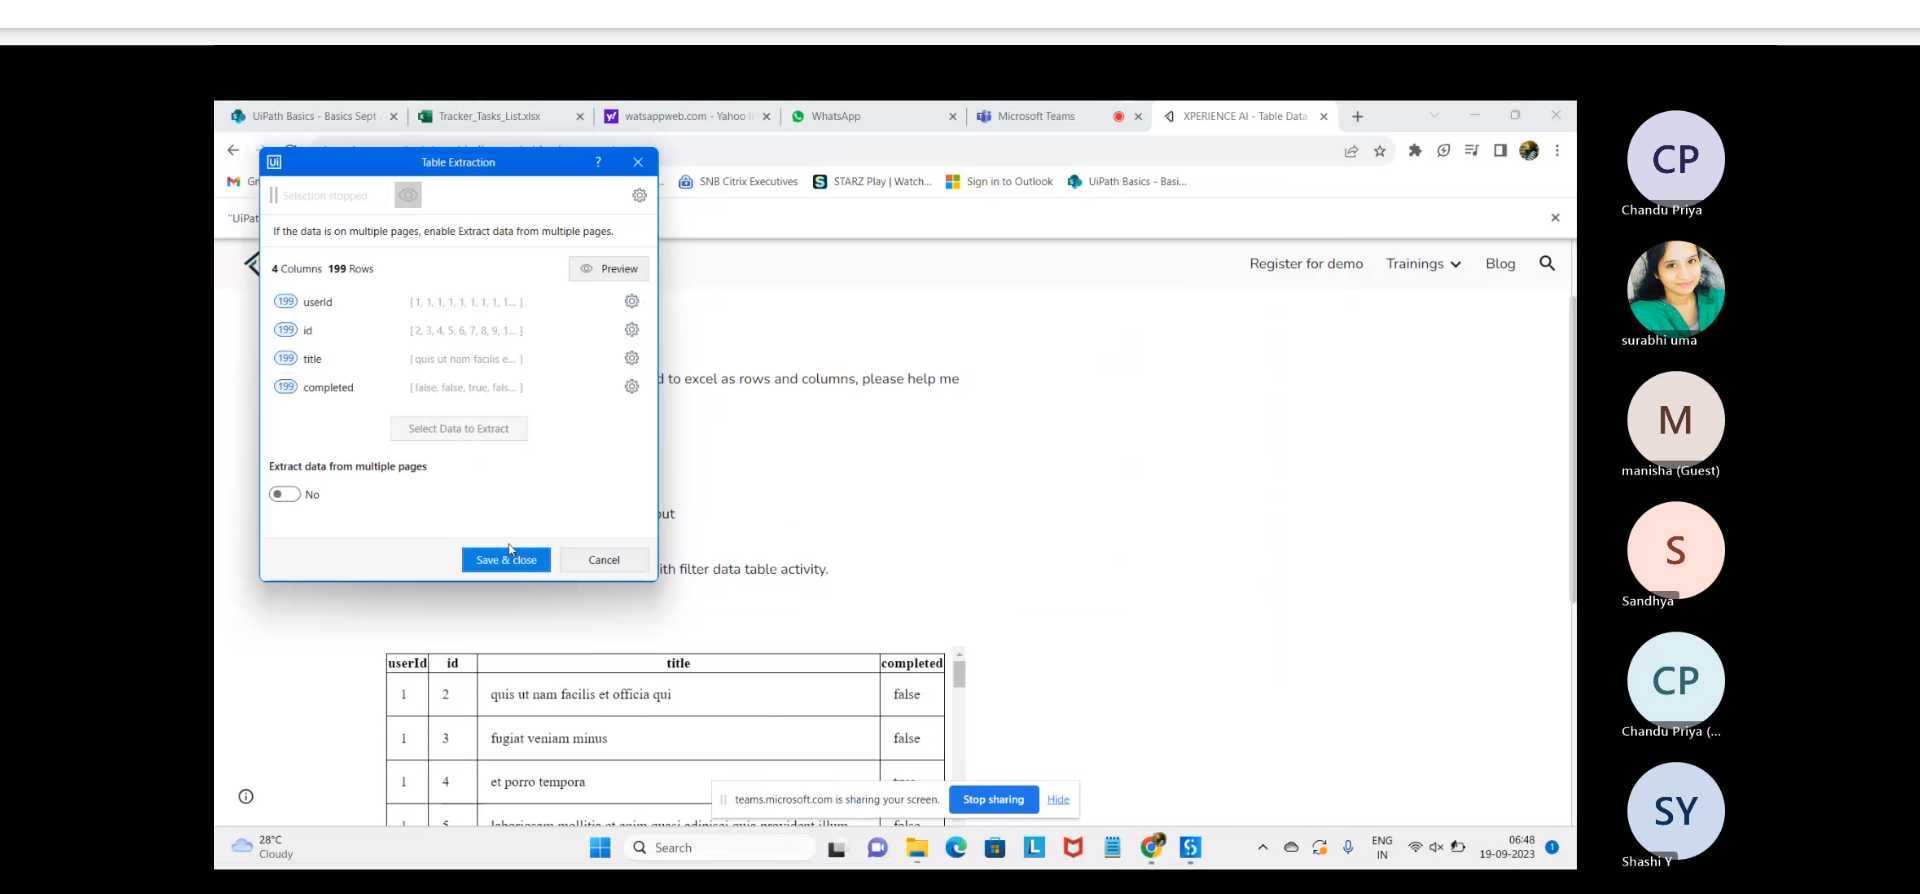 UiPath Basics - Basics Sept
Tracker_Tasks_List.xlsx
watsappweb.com - Yahoo I
WhatsApp
Microsoft Teams
XPERIENCE AI - Table Data
SNB Citrix Executives
STARZ Play | Watch...
Sign in to Outlook
UiPath Basics - Basi...
"UiPat
Ui
Table Extraction
?
Selection stopped
If the data is on multiple pages, enable Extract data from multiple pages.
4 Columns 199 Rows
Preview
199 userId [ 1, 1, 1, 1, 1, 1, 1, 1, 1... ]
199 id [ 2, 3, 4, 5, 6, 7, 8, 9, 1... ]
199 title [ quis ut nam facilis e... ]
199 completed [ false, false, true, fals... ]
Select Data to Extract
Extract data from multiple pages
No
Save & close
Cancel
Register for demo
Trainings
Blog
d to excel as rows and columns, please help me
out
ith filter data table activity.
userId id title completed
1 2 quis ut nam facilis et officia qui false
1 3 fugiat veniam minus false
1 4 et porro tempora
teams.microsoft.com is sharing your screen.
Stop sharing
Hide
28°C
Cloudy
Search
ENG
IN
06:48
19-09-2023
1
CP
Chandu Priya
surabhi uma
M
manisha (Guest)
S
Sandhya
CP
Chandu Priya (...
SY
Shashi Y